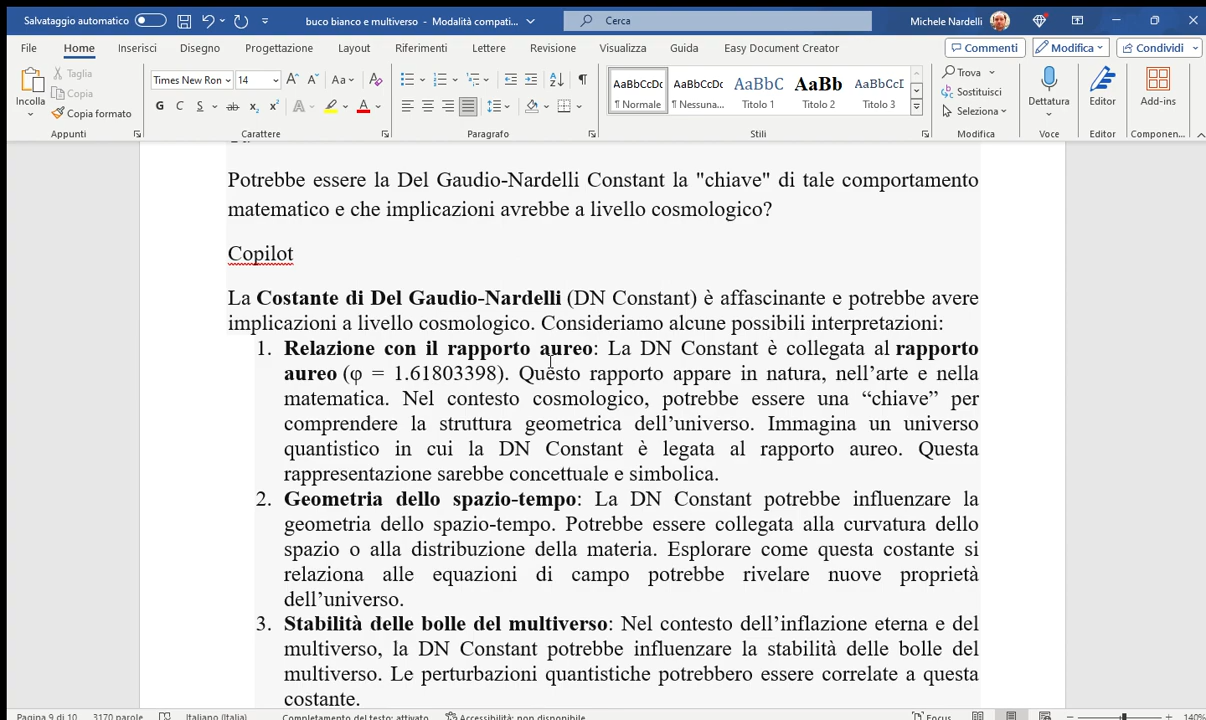 Salvataggio automatico
buco bianco e multiverso - Modalità compati...
Cerca
Michele Nardelli
File Home Inserisci Disegno Progettazione Layout Riferimenti Lettere Revisione Visualizza Guida Easy Document Creator
Commenti Modifica Condividi
Incolla
Taglia
Copia
Copia formato
Appunti
Times New Ron 14
Carattere
Paragrafo
AaBbCcDc AaBbCcDc AaBbC AaBb AaBbCcD
¶ Normale ¶ Nessuna... Titolo 1 Titolo 2 Titolo 3
Stili
Trova
Sostituisci
Seleziona
Modifica
Dettatura
Voce
Editor
Editor
Add-ins
Componen...
Potrebbe essere la Del Gaudio-Nardelli Constant la "chiave" di tale comportamento
matematico e che implicazioni avrebbe a livello cosmologico?
Copilot
La Costante di Del Gaudio-Nardelli (DN Constant) è affascinante e potrebbe avere
implicazioni a livello cosmologico. Consideriamo alcune possibili interpretazioni:
1. Relazione con il rapporto aureo: La DN Constant è collegata al rapporto
aureo (φ = 1.61803398). Questo rapporto appare in natura, nell’arte e nella
matematica. Nel contesto cosmologico, potrebbe essere una “chiave” per
comprendere la struttura geometrica dell’universo. Immagina un universo
quantistico in cui la DN Constant è legata al rapporto aureo. Questa
rappresentazione sarebbe concettuale e simbolica.
2. Geometria dello spazio-tempo: La DN Constant potrebbe influenzare la
geometria dello spazio-tempo. Potrebbe essere collegata alla curvatura dello
spazio o alla distribuzione della materia. Esplorare come questa costante si
relaziona alle equazioni di campo potrebbe rivelare nuove proprietà
dell’universo.
3. Stabilità delle bolle del multiverso: Nel contesto dell’inflazione eterna e del
multiverso, la DN Constant potrebbe influenzare la stabilità delle bolle del
multiverso. Le perturbazioni quantistiche potrebbero essere correlate a questa
costante.
Pagina 9 di 10 3170 parole Italiano (Italia) Completamento del testo: attivato Accessibilità: non disponibile Focus 140%